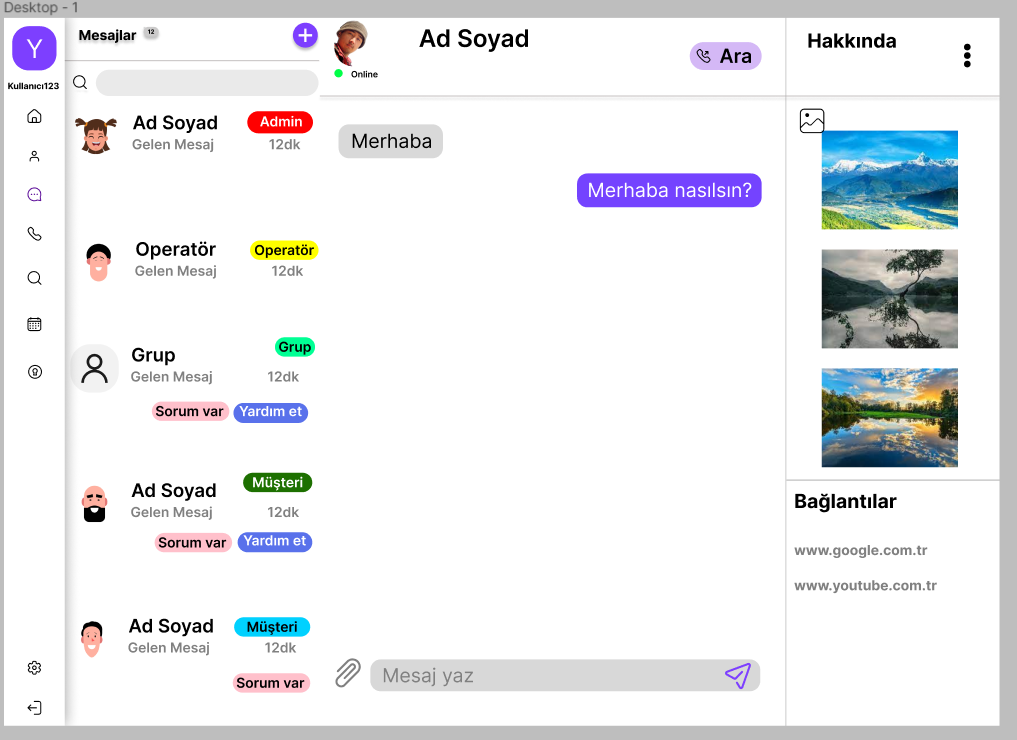 Desktop - 1
Y
Kullanıcı123
Mesajlar 12
Ad Soyad Admin
Gelen Mesaj 12dk
Operatör Operatör
Gelen Mesaj 12dk
Grup Grup
Gelen Mesaj 12dk
Sorum var Yardım et
Ad Soyad Müşteri
Gelen Mesaj 12dk
Sorum var Yardım et
Ad Soyad Müşteri
Gelen Mesaj 12dk
Sorum var
Ad Soyad
Online
Ara
Merhaba
Merhaba nasılsın?
Mesaj yaz
Hakkında
Bağlantılar
www.google.com.tr
www.youtube.com.tr